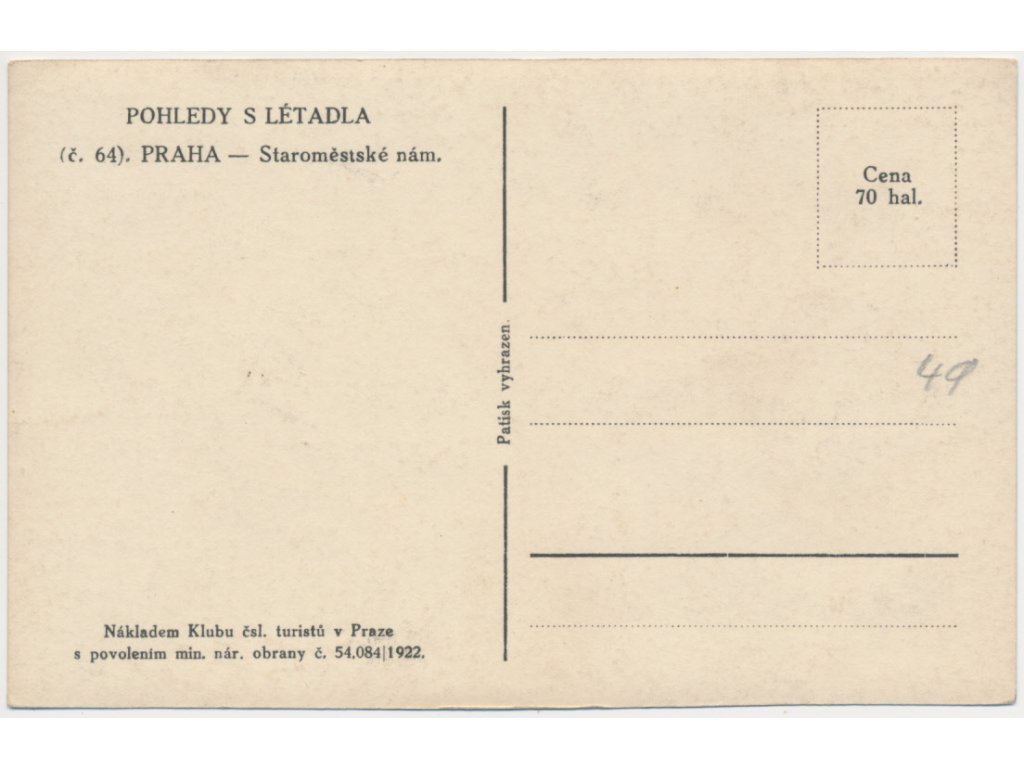 POHLEDY S LÉTADLA
(č. 64). PRAHA — Staroměstské nám.
Nákladem Klubu čsl. turistů v Praze
s povolením min. nár. obrany č. 54,084|1922.
Patisk vyhrazen.
Cena
70 hal.
49